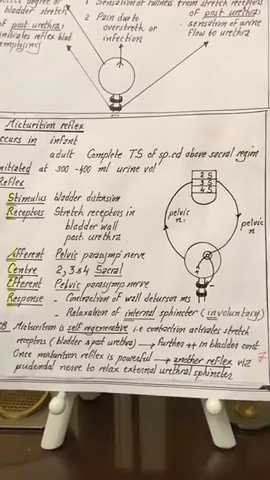 bladder stretch
of post. urethra:
initiates reflex blad
emptying
1 Sensation of fullness from stretch receptors
of post urethra:
sensation of urine
flow to urethra
2 Pain due to
overstretch or
infection
Micturition reflex
occurs in infant
adult Complete TS of sp.cd above sacral region
initiated at 300 - 400 ml urine vol
Reflex
Stimulus bladder distension
Receptors Stretch receptors in
bladder wall
post. urethra
Afferent Pelvic parasymp nerve
Centre 2,3&4 Sacral
Efferent Pelvic parasymp nerve
Response - Contraction of wall detursor ms
- Relaxation of internal sphincter (involuntary)
2 S
3 S
4 S
pelvic
n.
pelvic
n
+
-
NB Micturition is self regenerative i.e contraction activates stretch
receptors (bladder & post urethra) → further ++ in bladder cont
Once micturition reflex is powerful → another reflex via
pudendal nerve to relax external urethral sphincter
7